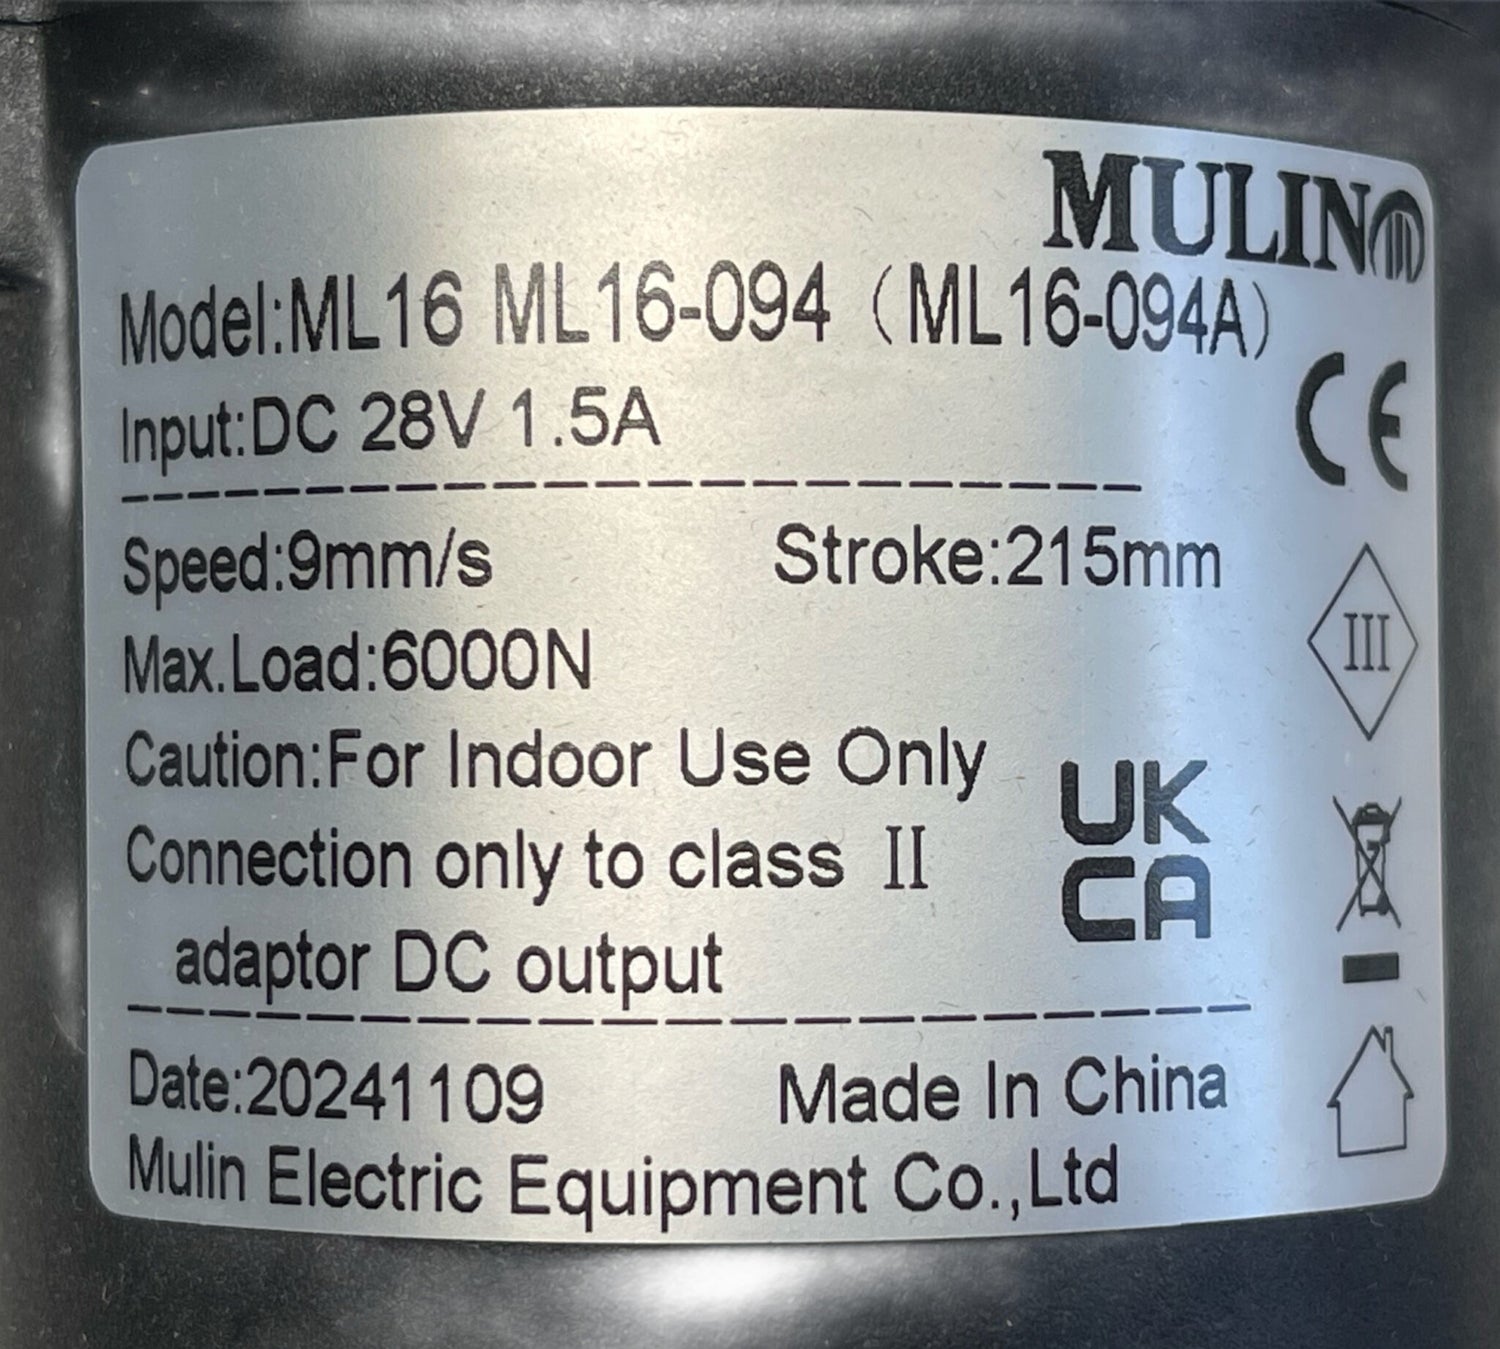 MULIN
Model:ML16 ML16-094（ML16-094A）
Input:DC 28V 1.5A
Speed:9mm/s Stroke:215mm
Max.Load:6000N
Caution:For Indoor Use Only
Connection only to class II
adaptor DC output
Date:20241109 Made In China
Mulin Electric Equipment Co.,Ltd
CE
III
UK
CA